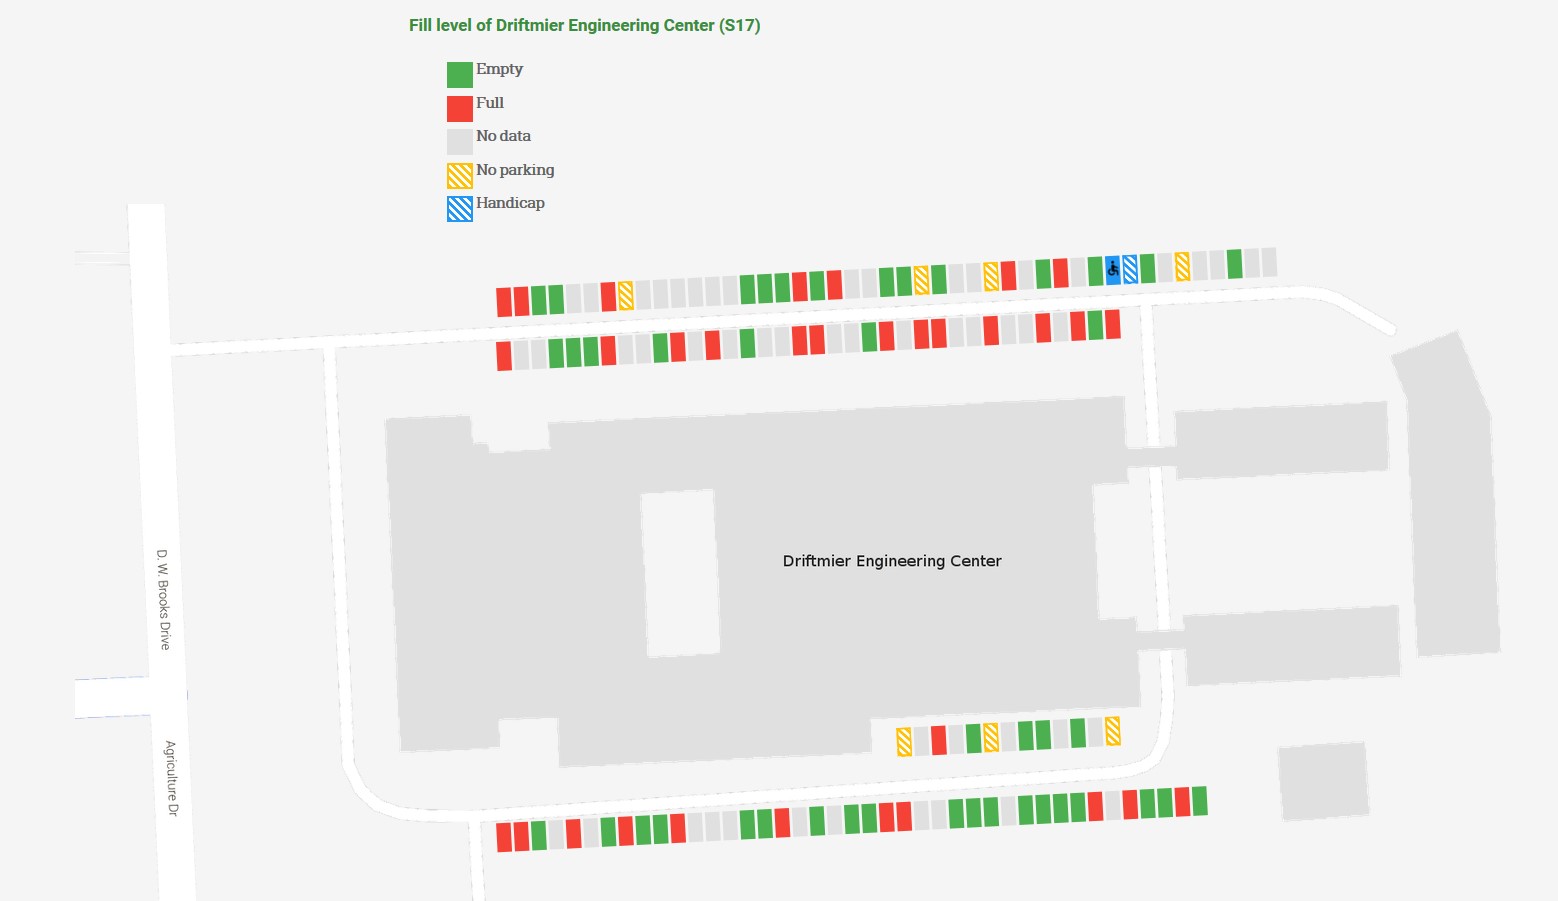 Fill level of Driftmier Engineering Center (S17)
Empty
Full
No data
No parking
Handicap
D. W. Brooks Drive
Driftmier Engineering Center
Agriculture Dr